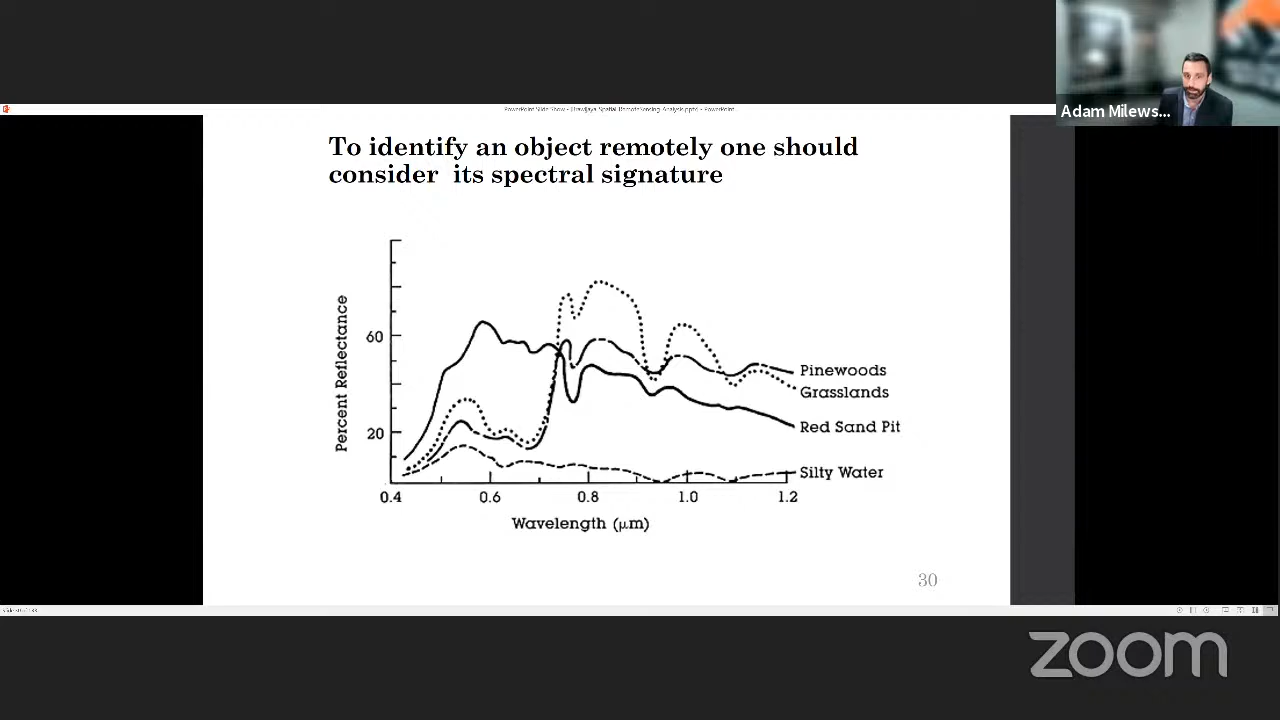 Adam Milews...
To identify an object remotely one should
consider its spectral signature
Percent Reflectance
60
20
Pinewoods
Grasslands
Red Sand Pit
Silty Water
0.4 0.6 0.8 1.0 1.2
Wavelength (μm)
30
zoom